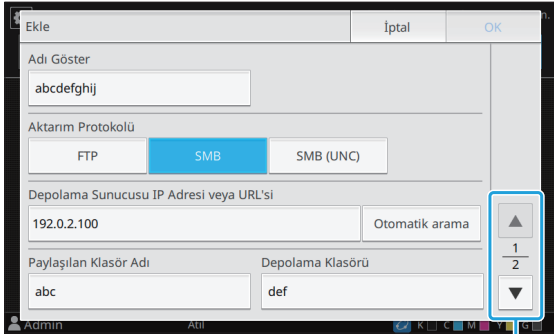 Ekle İptal OK
Adı Göster
abcdefghij
Aktarım Protokolü
FTP SMB SMB (UNC)
Depolama Sunucusu IP Adresi veya URL'si
192.0.2.100 Otomatik arama
1
2
Paylaşılan Klasör Adı Depolama Klasörü
abc def
Admin Atıl K C M Y G